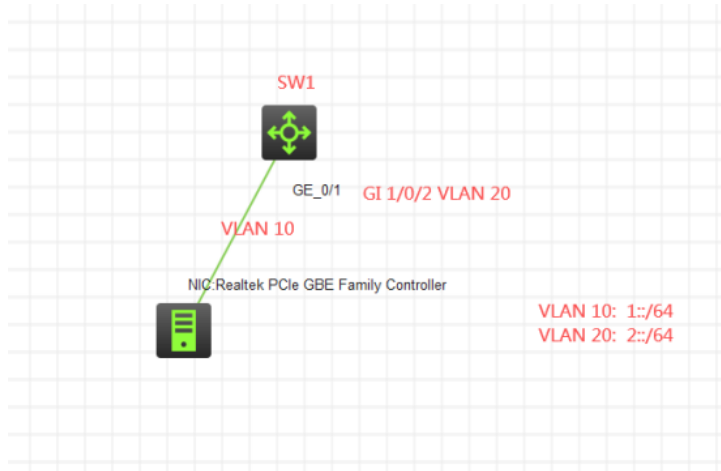 SW1
GE_0/1
GI 1/0/2 VLAN 20
VLAN 10
NIC:Realtek PCIe GBE Family Controller
VLAN 10:  1::/64
VLAN 20:  2::/64